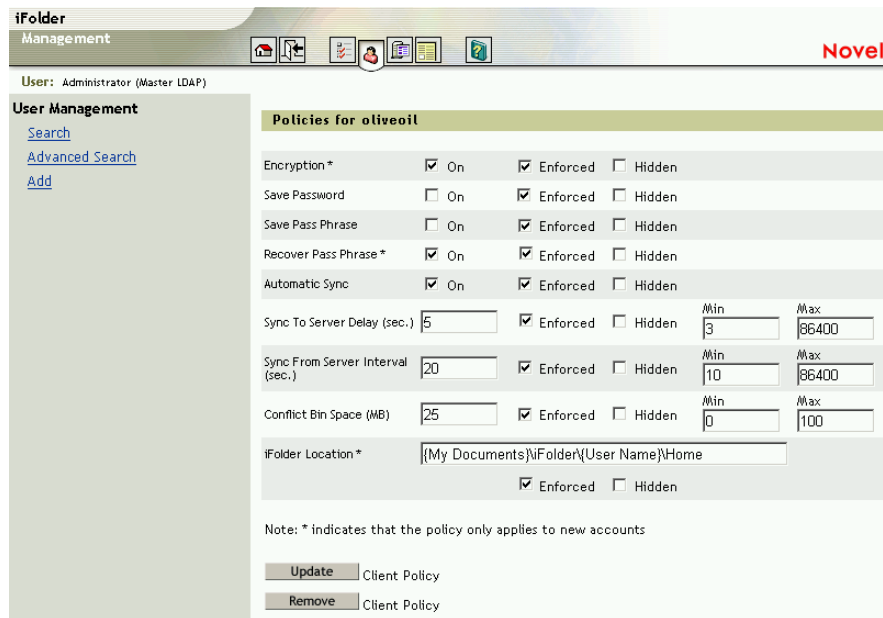 iFolder
Management
Novel
User: Administrator (Master LDAP)
User Management
Search
Advanced Search
Add
Policies for oliveoil
Encryption * On Enforced Hidden
Save Password On Enforced Hidden
Save Pass Phrase On Enforced Hidden
Recover Pass Phrase * On Enforced Hidden
Automatic Sync On Enforced Hidden
Min Max
Sync To Server Delay (sec.) 5 Enforced Hidden 3 86400
Min Max
Sync From Server Interval (sec.) 20 Enforced Hidden 10 86400
Min Max
Conflict Bin Space (MB) 25 Enforced Hidden 0 100
iFolder Location * {My Documents}\iFolder\{User Name}\Home
Enforced Hidden
Note: * indicates that the policy only applies to new accounts
Update Client Policy
Remove Client Policy